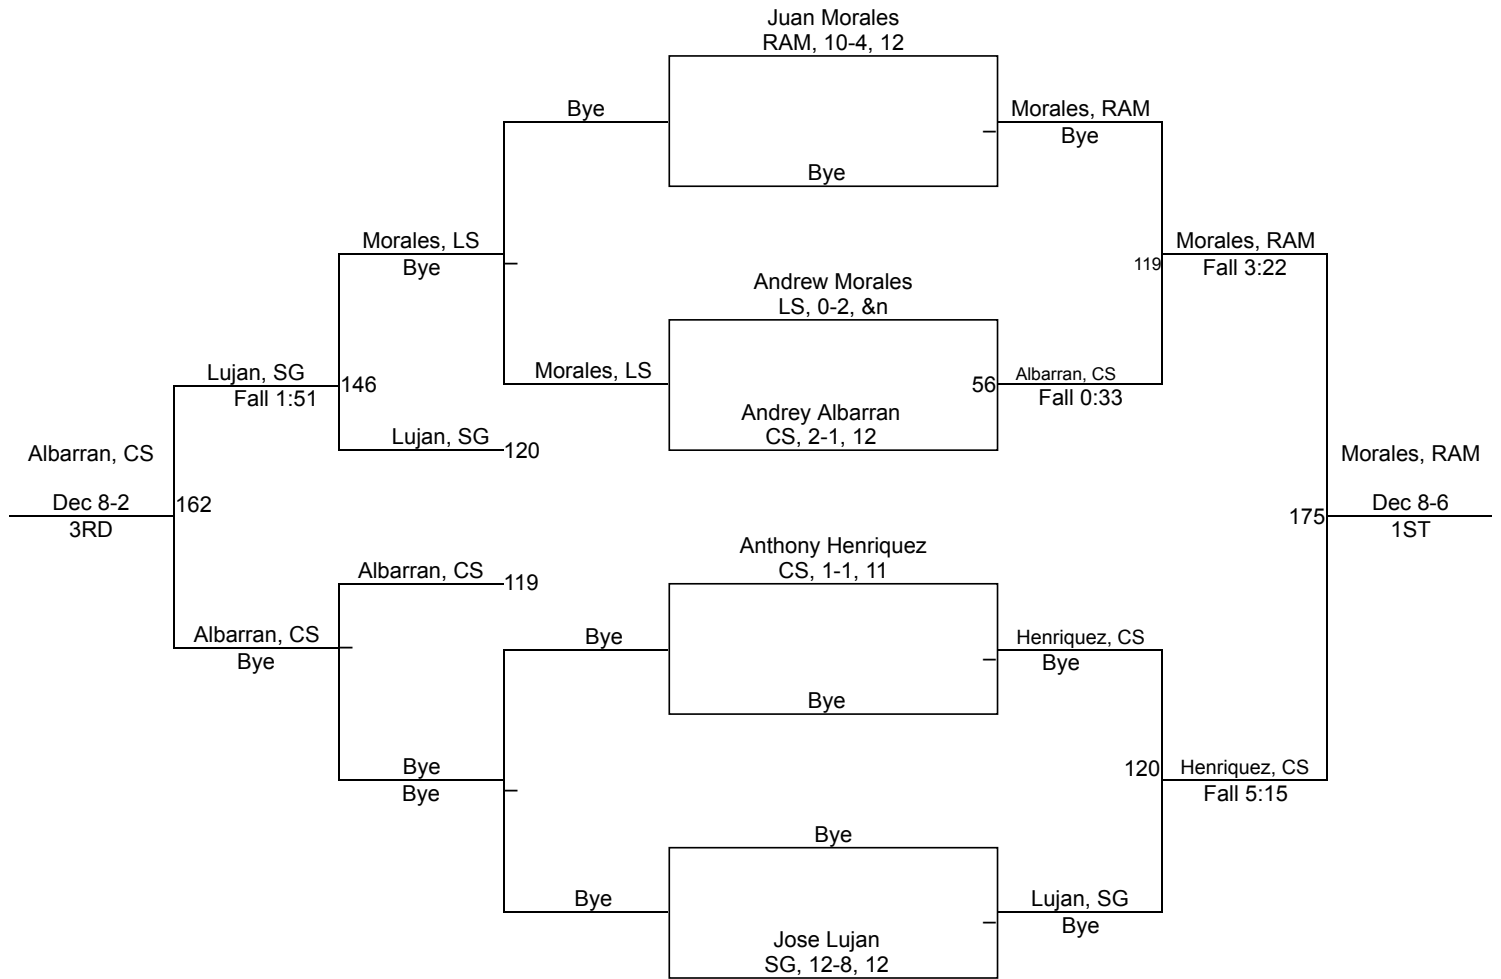 Juan Morales
RAM, 10-4, 12
Bye
Morales, RAM
Bye
Bye
Morales, LS
Bye
Andrew Morales
LS, 0-2, &n
119
Morales, RAM
Fall 3:22
Lujan, SG
Fall 1:51
146
Morales, LS
56
Albarran, CS
Fall 0:33
Andrey Albarran
CS, 2-1, 12
Lujan, SG
120
Albarran, CS
Dec 8-2
3RD
162
Morales, RAM
175
Dec 8-6
1ST
Anthony Henriquez
CS, 1-1, 11
Albarran, CS
119
Albarran, CS
Bye
Bye
Henriquez, CS
Bye
Bye
Bye
Bye
120
Henriquez, CS
Fall 5:15
Bye
Bye
Lujan, SG
Bye
Jose Lujan
SG, 12-8, 12